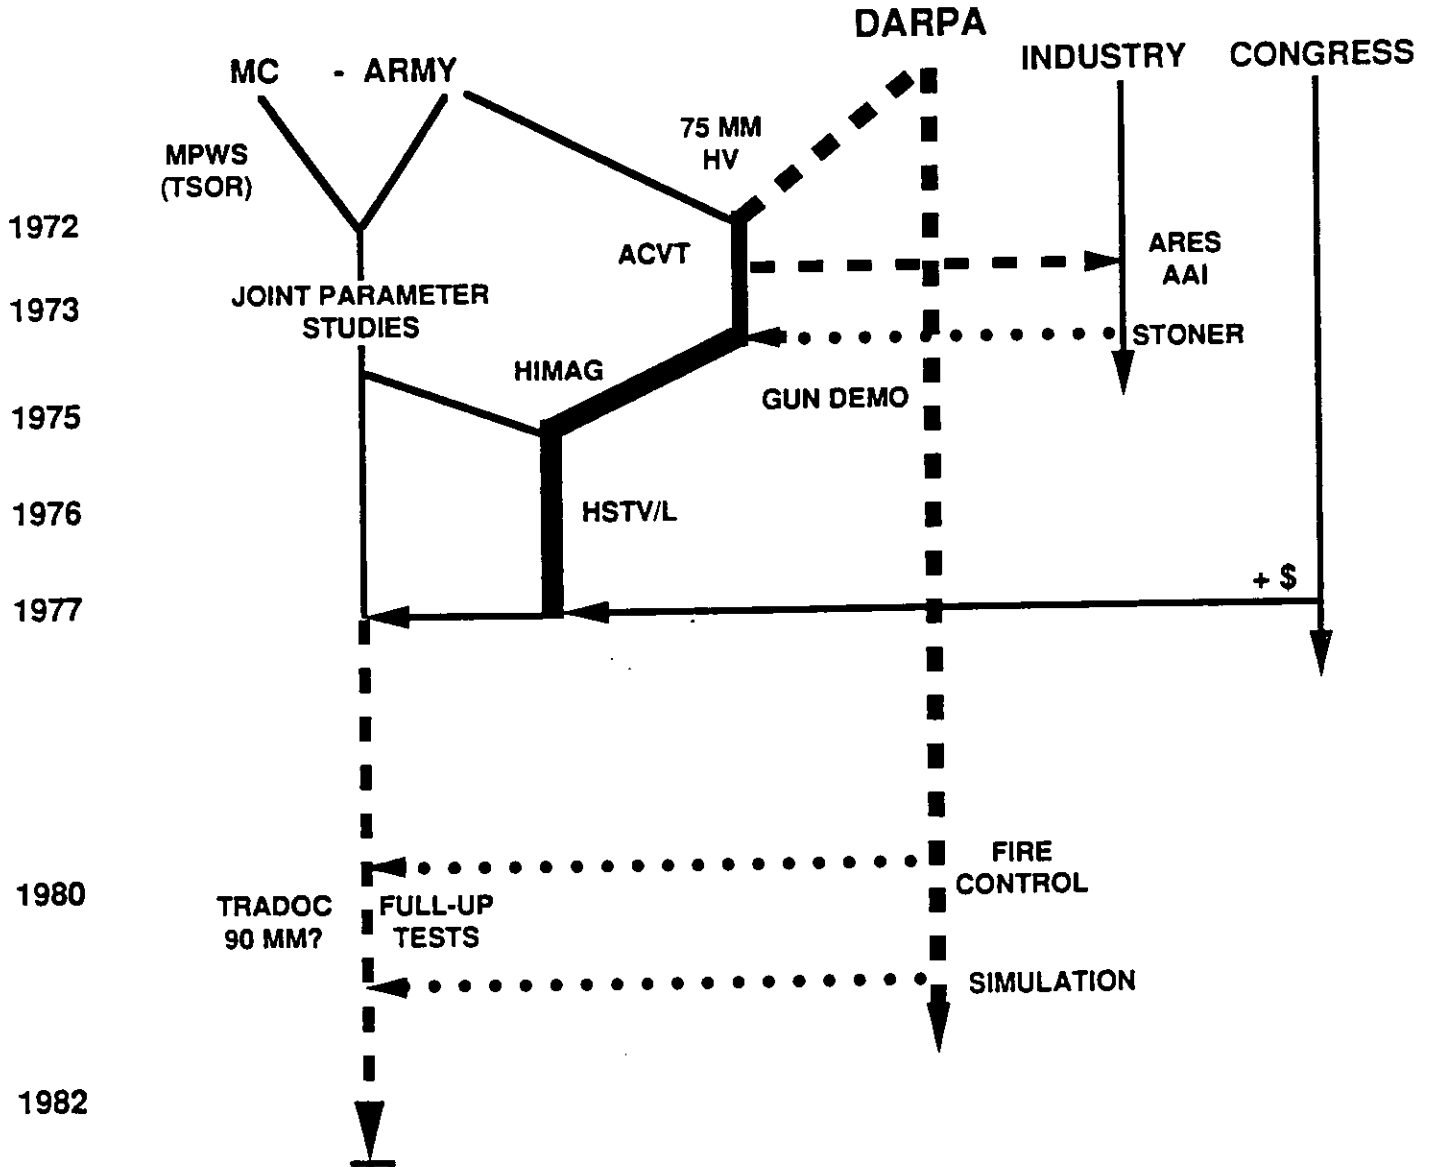 DARPA
MC - ARMY
INDUSTRY
CONGRESS
75 MM
HV
MPWS
(TSOR)
1972
ACVT
ARES
AAI
1973
JOINT PARAMETER
STUDIES
STONER
HIMAG
GUN DEMO
1975
1976
HSTV/L
+ $
1977
FIRE
CONTROL
1980
TRADOC
90 MM?
FULL-UP
TESTS
SIMULATION
1982